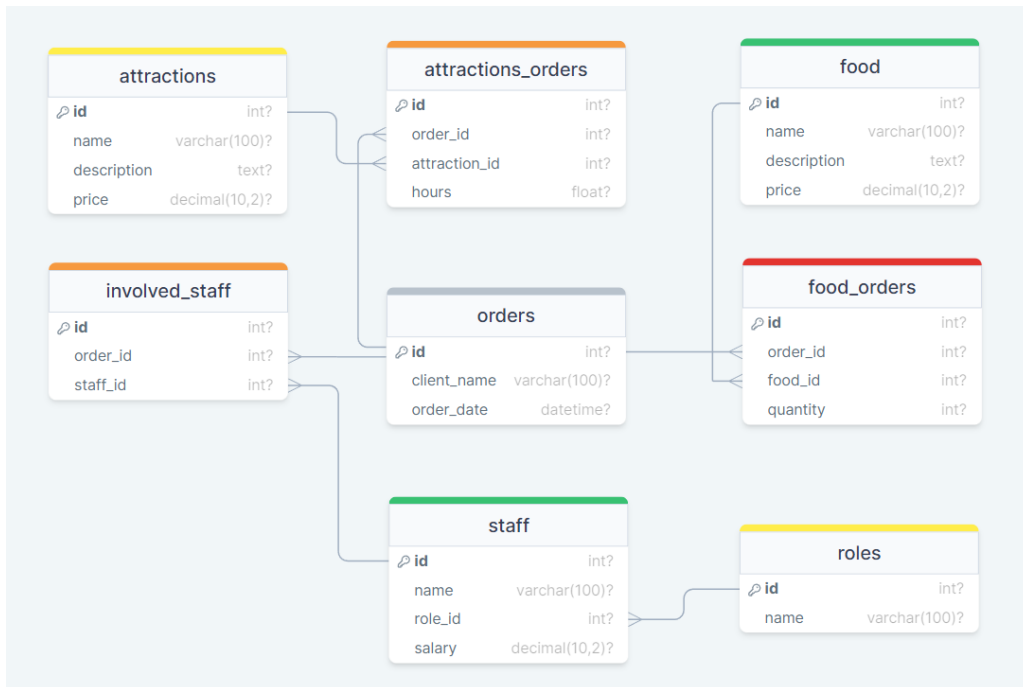 attractions
id int?
name varchar(100)?
description text?
price decimal(10,2)?
attractions_orders
id int?
order_id int?
attraction_id int?
hours float?
food
id int?
name varchar(100)?
description text?
price decimal(10,2)?
involved_staff
id int?
order_id int?
staff_id int?
orders
id int?
client_name varchar(100)?
order_date datetime?
food_orders
id int?
order_id int?
food_id int?
quantity int?
staff
id int?
name varchar(100)?
role_id int?
salary decimal(10,2)?
roles
id int?
name varchar(100)?